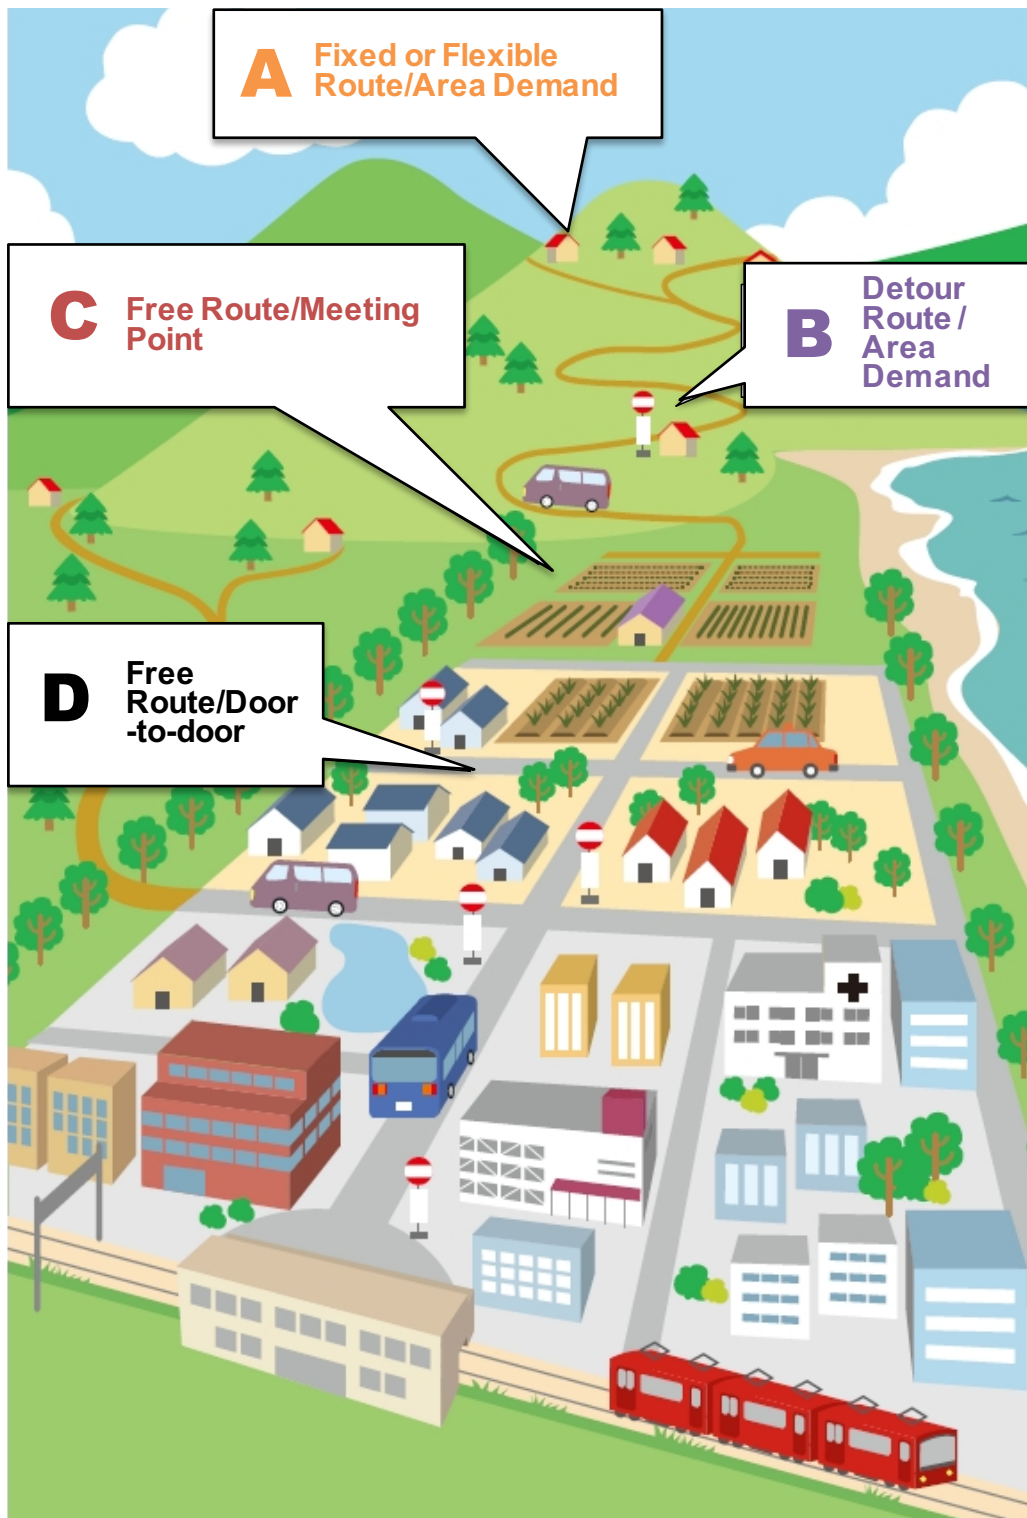 A
Fixed or Flexible
Route/Area Demand
C
Free Route/Meeting
Point
B
Detour
Route /
Area
Demand
D
Free
Route/Door
-to-door